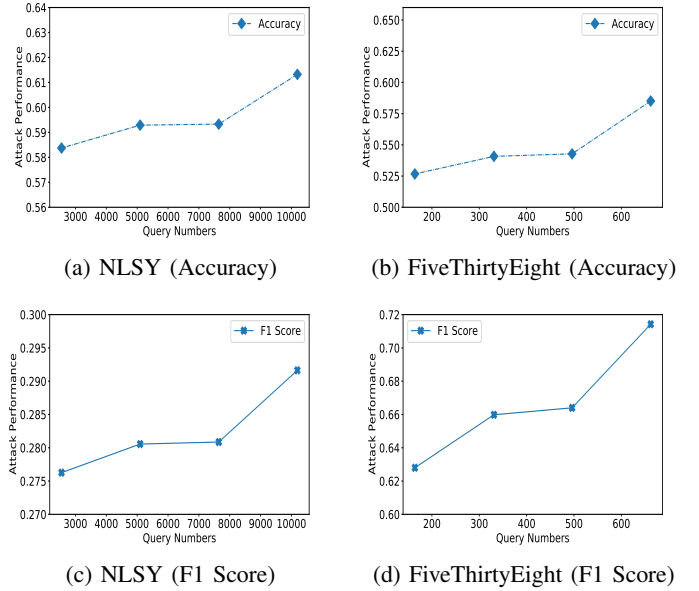 0.64
0.63
0.62
0.61
0.60
0.59
0.58
0.57
0.56
Attack Performance
Accuracy
3000 4000 5000 6000 7000 8000 9000 10000
Query Numbers
(a) NLSY (Accuracy)
0.650
0.625
0.600
0.575
0.550
0.525
0.500
Attack Performance
Accuracy
200 300 400 500 600
Query Numbers
(b) FiveThirtyEight (Accuracy)
0.300
0.295
0.290
0.285
0.280
0.275
0.270
Attack Performance
F1 Score
3000 4000 5000 6000 7000 8000 9000 10000
Query Numbers
(c) NLSY (F1 Score)
0.72
0.70
0.68
0.66
0.64
0.62
0.60
Attack Performance
F1 Score
200 300 400 500 600
Query Numbers
(d) FiveThirtyEight (F1 Score)